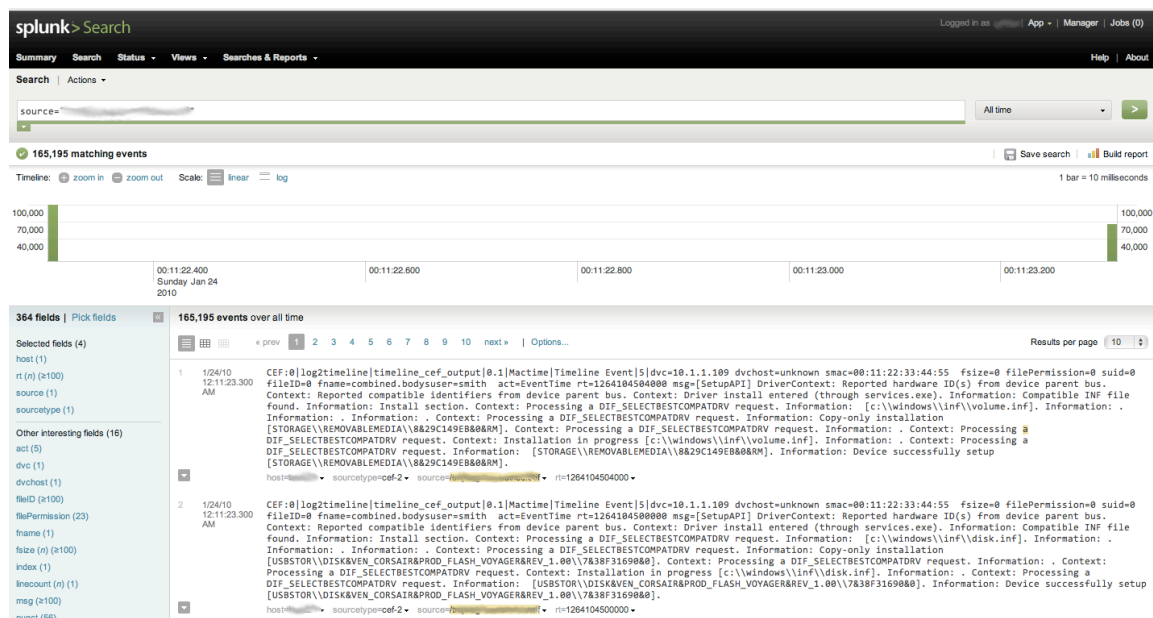 splunk> Search
Logged in as App | Manager | Jobs (0)
Summary Search Status Views Searches & Reports
Help | About
Search | Actions
source="
All time
>
165,195 matching events
Save search | Build report
Timeline: zoom in zoom out Scale: linear log
1 bar = 10 milliseconds
100,000 100,000
70,000 70,000
40,000 40,000
00:11:22.400 00:11:22.600 00:11:22.800 00:11:23.000 00:11:23.200
Sunday Jan 24
2010
364 fields | Pick fields «
165,195 events over all time
« prev 1 2 3 4 5 6 7 8 9 10 next » | Options...
Results per page 10
Selected fields (4)
host (1)
rt (n) (≥100)
source (1)
sourcetype (1)
Other interesting fields (16)
act (5)
dvc (1)
dvchost (1)
fileID (≥100)
filePermission (23)
fname (1)
fsize (n) (≥100)
index (1)
linecount (n) (1)
msg (≥100)
punct (56)
1 1/24/10 12:11:23.300 AM
CEF:0|log2timeline|timeline_cef_output|0.1|Mactime|Timeline Event|5|dvc=10.1.1.109 dvchost=unknown smac=00:11:22:33:44:55 fsize=0 filePermission=0 suid=0
fileID=0 fname=combined.bodysuser=smith act=EventTime rt=1264104504000 msg=[SetupAPI] DriverContext: Reported hardware ID(s) from device parent bus.
Context: Reported compatible identifiers from device parent bus. Context: Driver install entered (through services.exe). Information: Compatible INF file
found. Information: Install section. Context: Processing a DIF_SELECTBESTCOMPATDRV request. Information: [c:\\windows\\inf\\volume.inf]. Information: .
Information: . Information: . Context: Processing a DIF_SELECTBESTCOMPATDRV request. Information: Copy-only installation
[STORAGE\\REMOVABLEMEDIA\\8&29C149EB&0&RM]. Context: Processing a DIF_SELECTBESTCOMPATDRV request. Information: . Context: Processing a
DIF_SELECTBESTCOMPATDRV request. Context: Installation in progress [c:\\windows\\inf\\volume.inf]. Information: . Context: Processing a
DIF_SELECTBESTCOMPATDRV request. Information: [STORAGE\\REMOVABLEMEDIA\\8&29C149EB&0&RM]. Information: Device successfully setup
[STORAGE\\REMOVABLEMEDIA\\8&29C149EB&0&RM].
host= sourcetype=cef-2 source= rt=1264104504000
2 1/24/10 12:11:23.300 AM
CEF:0|log2timeline|timeline_cef_output|0.1|Mactime|Timeline Event|5|dvc=10.1.1.109 dvchost=unknown smac=00:11:22:33:44:55 fsize=0 filePermission=0 suid=0
fileID=0 fname=combined.bodysuser=smith act=EventTime rt=1264104500000 msg=[SetupAPI] DriverContext: Reported hardware ID(s) from device parent bus.
Context: Reported compatible identifiers from device parent bus. Context: Driver install entered (through services.exe). Information: Compatible INF file
found. Information: Install section. Context: Processing a DIF_SELECTBESTCOMPATDRV request. Information: [c:\\windows\\inf\\disk.inf]. Information: .
Information: . Information: . Context: Processing a DIF_SELECTBESTCOMPATDRV request. Information: Copy-only installation
[USBSTOR\\DISK&VEN_CORSAIR&PROD_FLASH_VOYAGER&REV_1.00\\7&38F31690&0]. Context: Processing a DIF_SELECTBESTCOMPATDRV request. Information: . Context:
Processing a DIF_SELECTBESTCOMPATDRV request. Context: Installation in progress [c:\\windows\\inf\\disk.inf]. Information: . Context: Processing a
DIF_SELECTBESTCOMPATDRV request. Information: [USBSTOR\\DISK&VEN_CORSAIR&PROD_FLASH_VOYAGER&REV_1.00\\7&38F31690&0]. Information: Device successfully setup
[USBSTOR\\DISK&VEN_CORSAIR&PROD_FLASH_VOYAGER&REV_1.00\\7&38F31690&0].
host= sourcetype=cef-2 source= rt=1264104500000